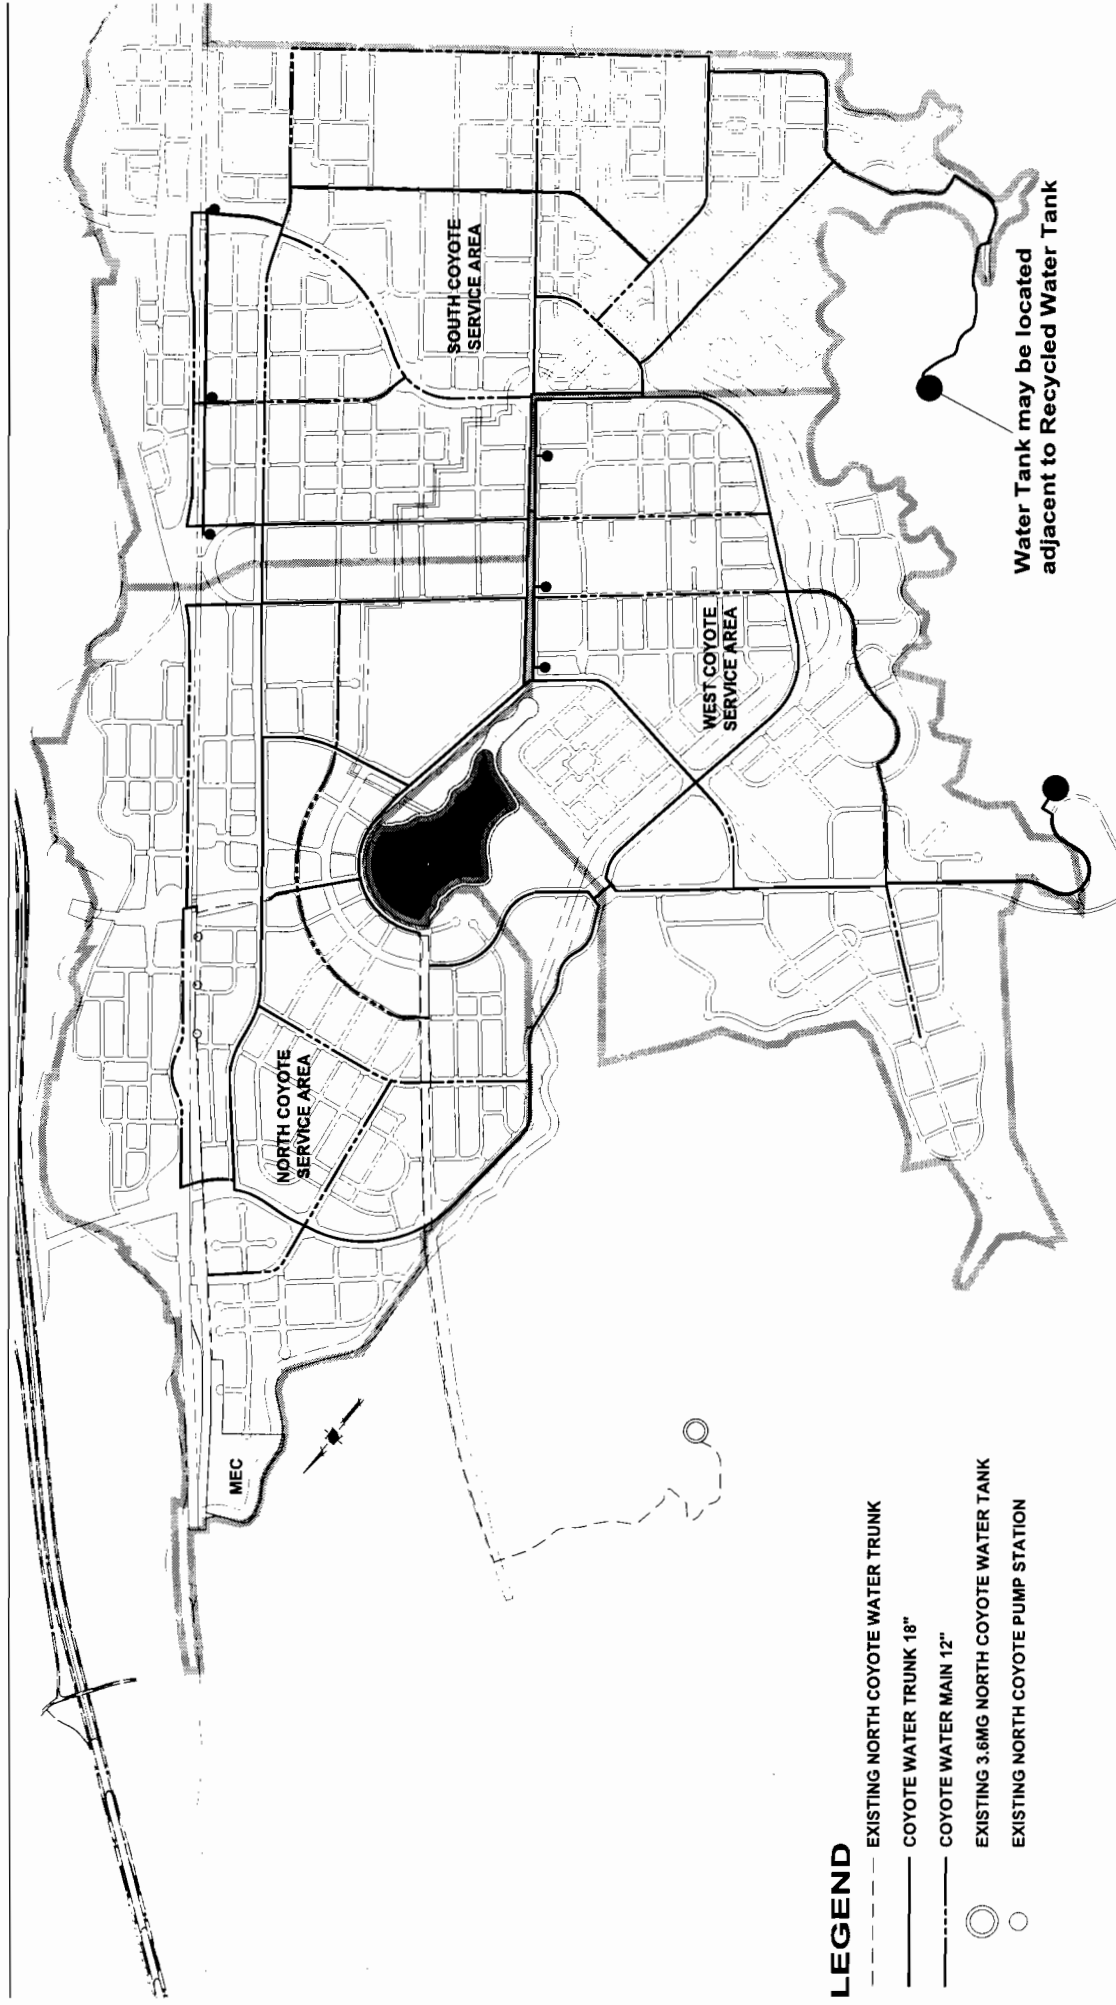 MEC
NORTH COYOTE
SERVICE AREA
WEST COYOTE
SERVICE AREA
SOUTH COYOTE
SERVICE AREA
Water Tank may be located
adjacent to Recycled Water Tank
LEGEND
EXISTING NORTH COYOTE WATER TRUNK
COYOTE WATER TRUNK 18"
COYOTE WATER MAIN 12"
EXISTING 3.6MG NORTH COYOTE WATER TANK
EXISTING NORTH COYOTE PUMP STATION